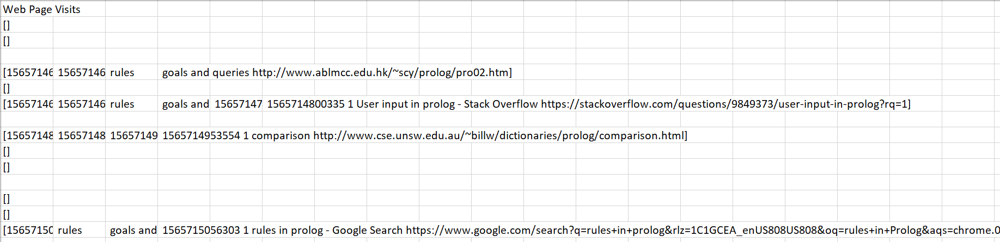 Web Page Visits
[]
[]
[15657146 15657146 rules goals and queries http://www.ablmcc.edu.hk/~scy/prolog/pro02.htm]
[]
[15657146 15657146 rules goals and 15657147 1565714800335 1 User input in prolog - Stack Overflow https://stackoverflow.com/questions/9849373/user-input-in-prolog?rq=1]
[15657148 15657148 15657149 1565714953554 1 comparison http://www.cse.unsw.edu.au/~billw/dictionaries/prolog/comparison.html]
[]
[]
[]
[]
[15657150 rules goals and 1565715056303 1 rules in prolog - Google Search https://www.google.com/search?q=rules+in+prolog&rlz=1C1GCEA_enUS808US808&oq=rules+in+Prolog&aqs=chrome.0